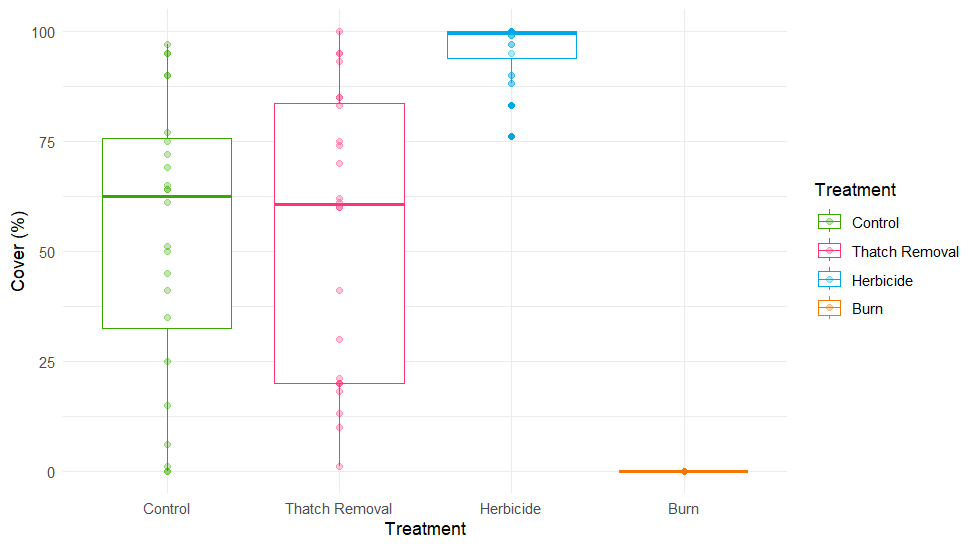 Cover (%)
100
75
50
25
0
Control
Thatch Removal
Herbicide
Burn
Treatment
Treatment
Control
Thatch Removal
Herbicide
Burn